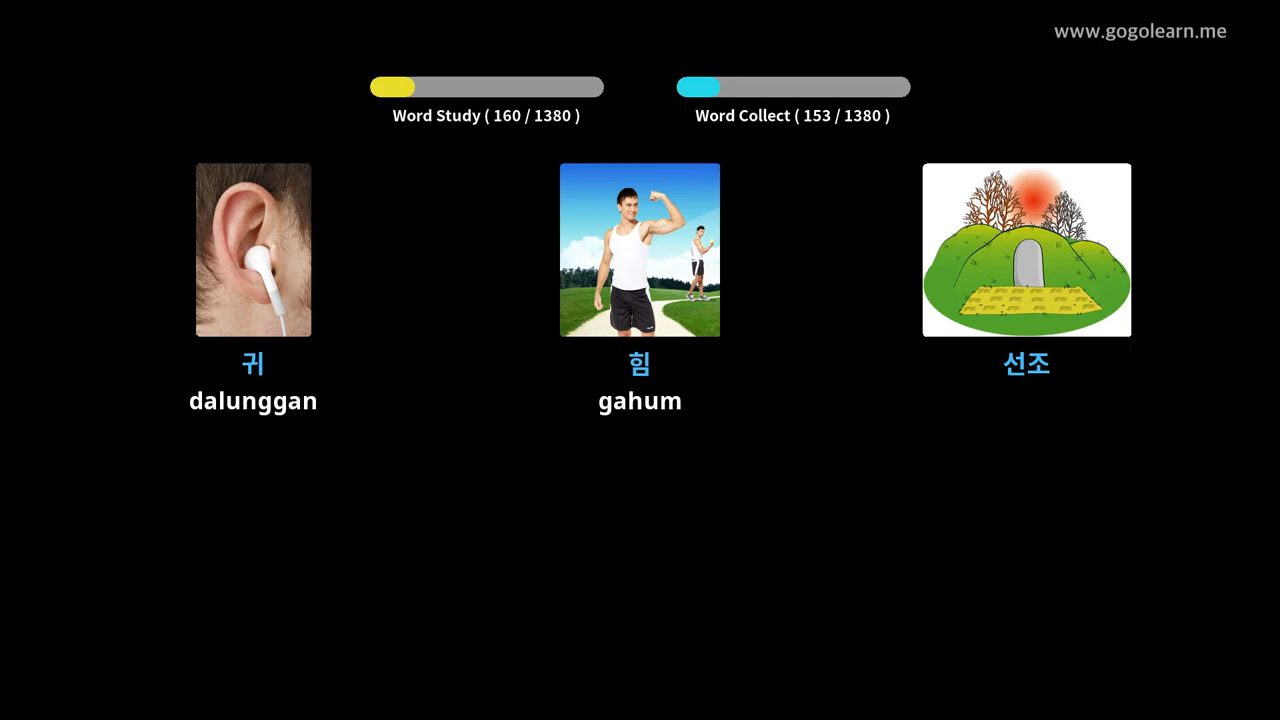 www.gogolearn.me
Word Study ( 160 / 1380 )
Word Collect ( 153 / 1380 )
귀
힘
선조
dalunggan
gahum